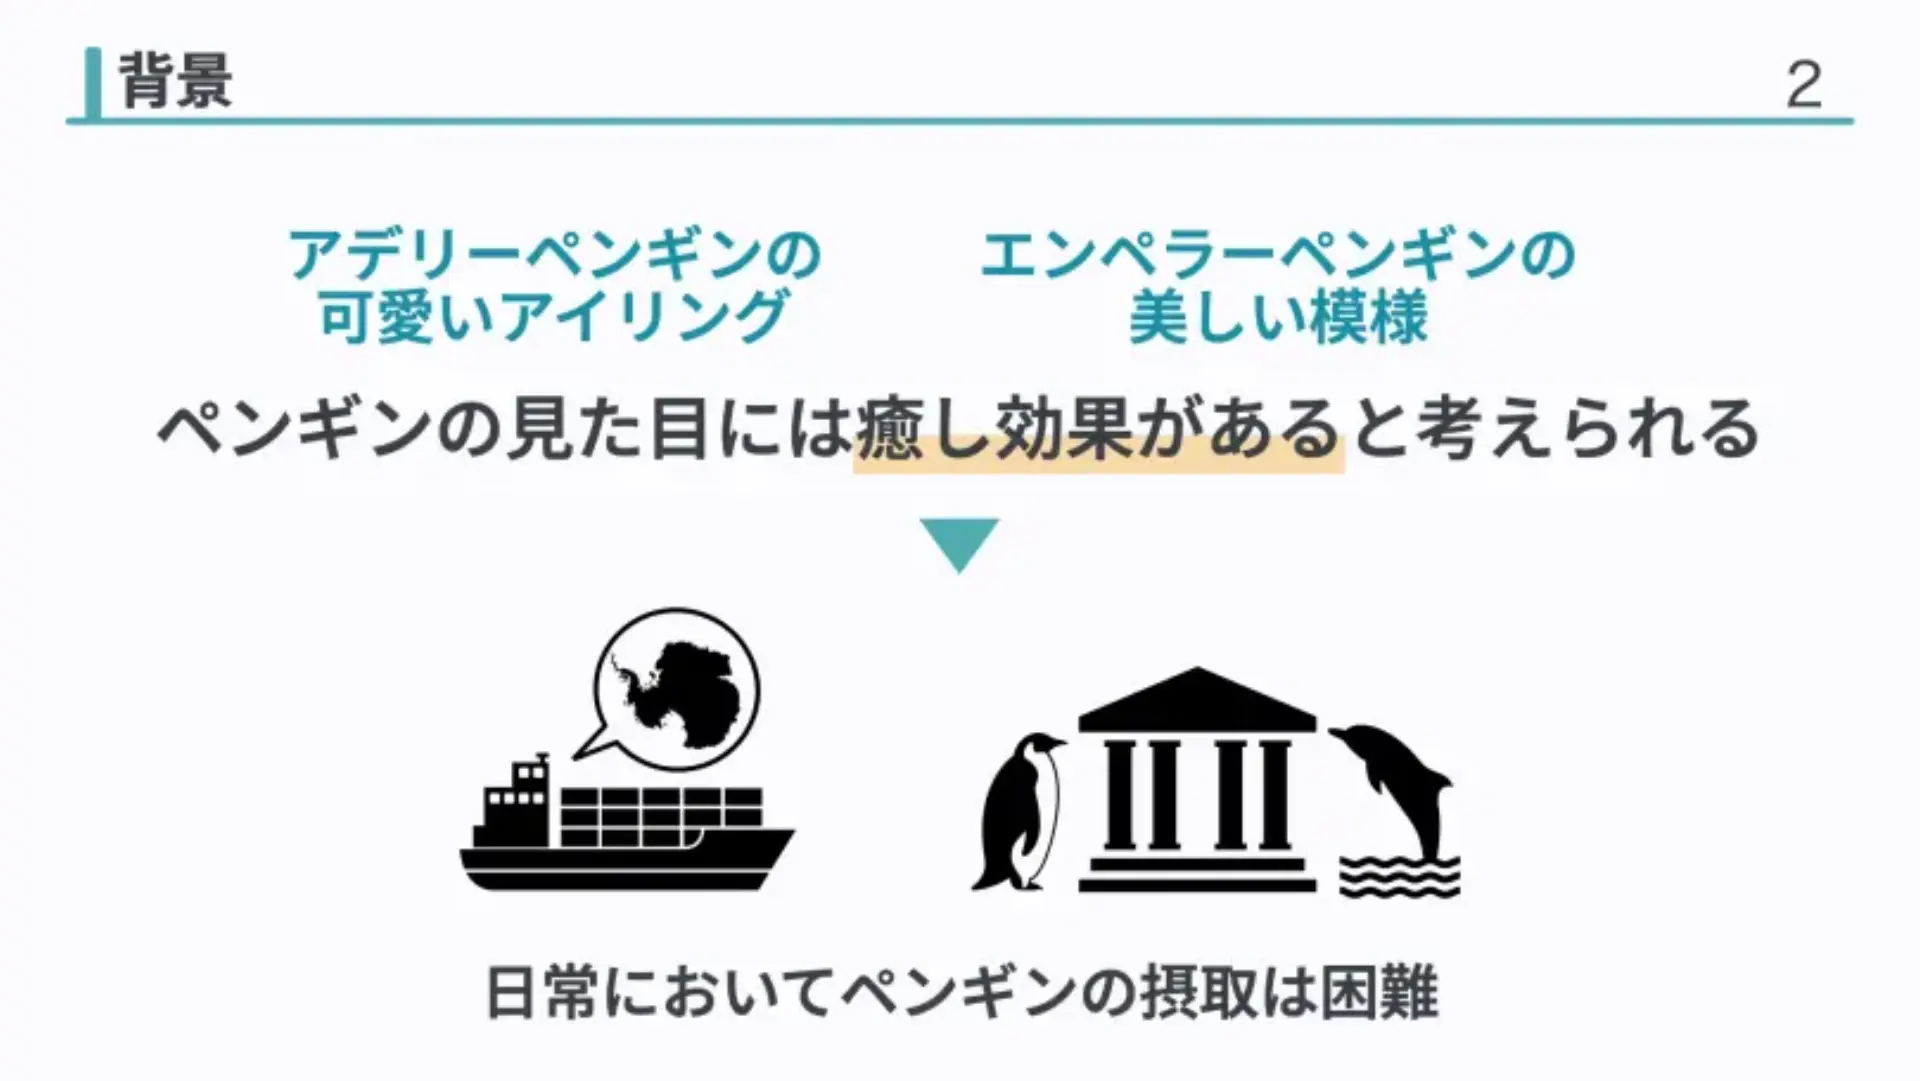 背景
2
アデリーペンギンの
可愛いアイリング
エンペラーペンギンの
美しい模様
ペンギンの見た目には癒し効果があると考えられる
日常においてペンギンの摂取は困難